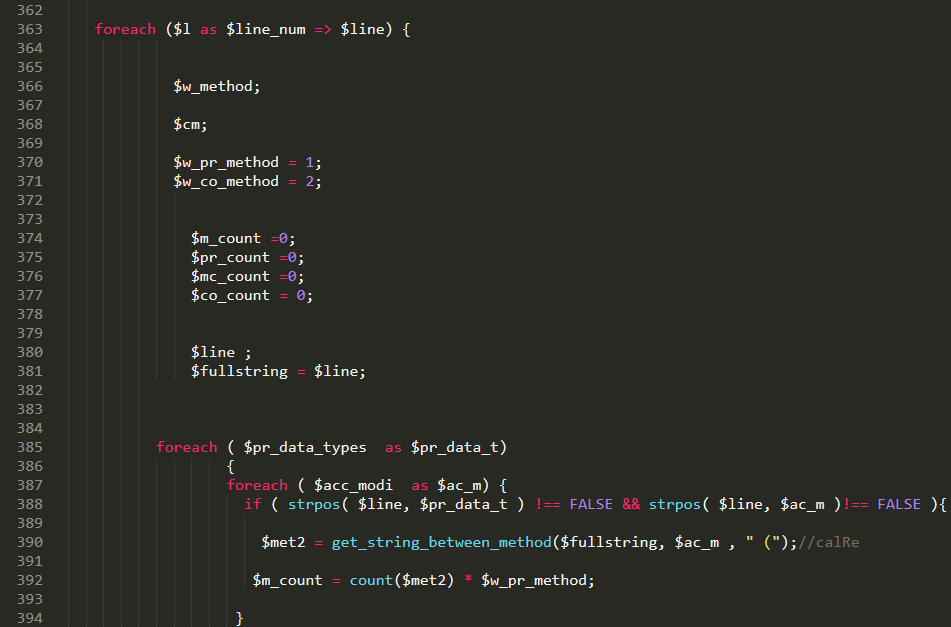 362
363 foreach ($l as $line_num => $line) {
364
365
366 $w_method;
367
368 $cm;
369
370 $w_pr_method = 1;
371 $w_co_method = 2;
372
373
374 $m_count =0;
375 $pr_count =0;
376 $mc_count =0;
377 $co_count = 0;
378
379
380 $line ;
381 $fullstring = $line;
382
383
384
385 foreach ( $pr_data_types  as $pr_data_t)
386 {
387 foreach ( $acc_modi  as $ac_m) {
388 if ( strpos( $line, $pr_data_t ) !== FALSE && strpos( $line, $ac_m )!== FALSE ){
389
390 $met2 = get_string_between_method($fullstring, $ac_m , " (");//calRe
391
392 $m_count = count($met2) * $w_pr_method;
393
394 }